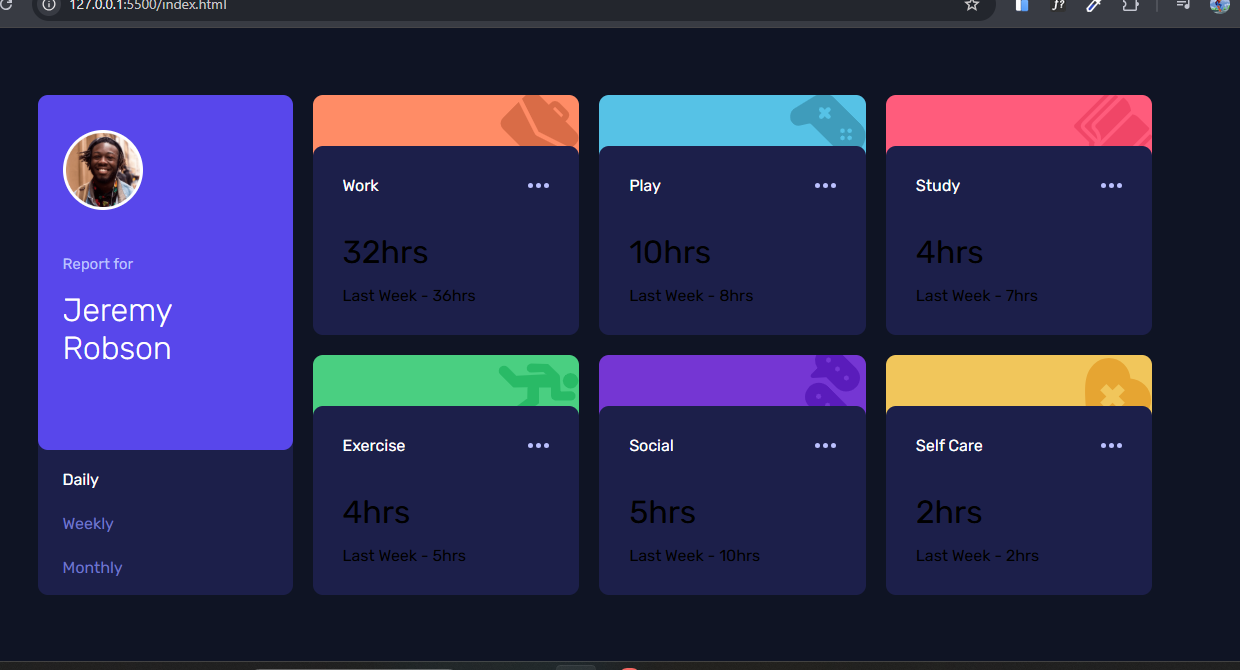 127.0.0.1:5500/index.html
f?
Report for
Jeremy
Robson
Daily
Weekly
Monthly
Work
32hrs
Last Week - 36hrs
Play
10hrs
Last Week - 8hrs
Study
4hrs
Last Week - 7hrs
Exercise
4hrs
Last Week - 5hrs
Social
5hrs
Last Week - 10hrs
Self Care
2hrs
Last Week - 2hrs